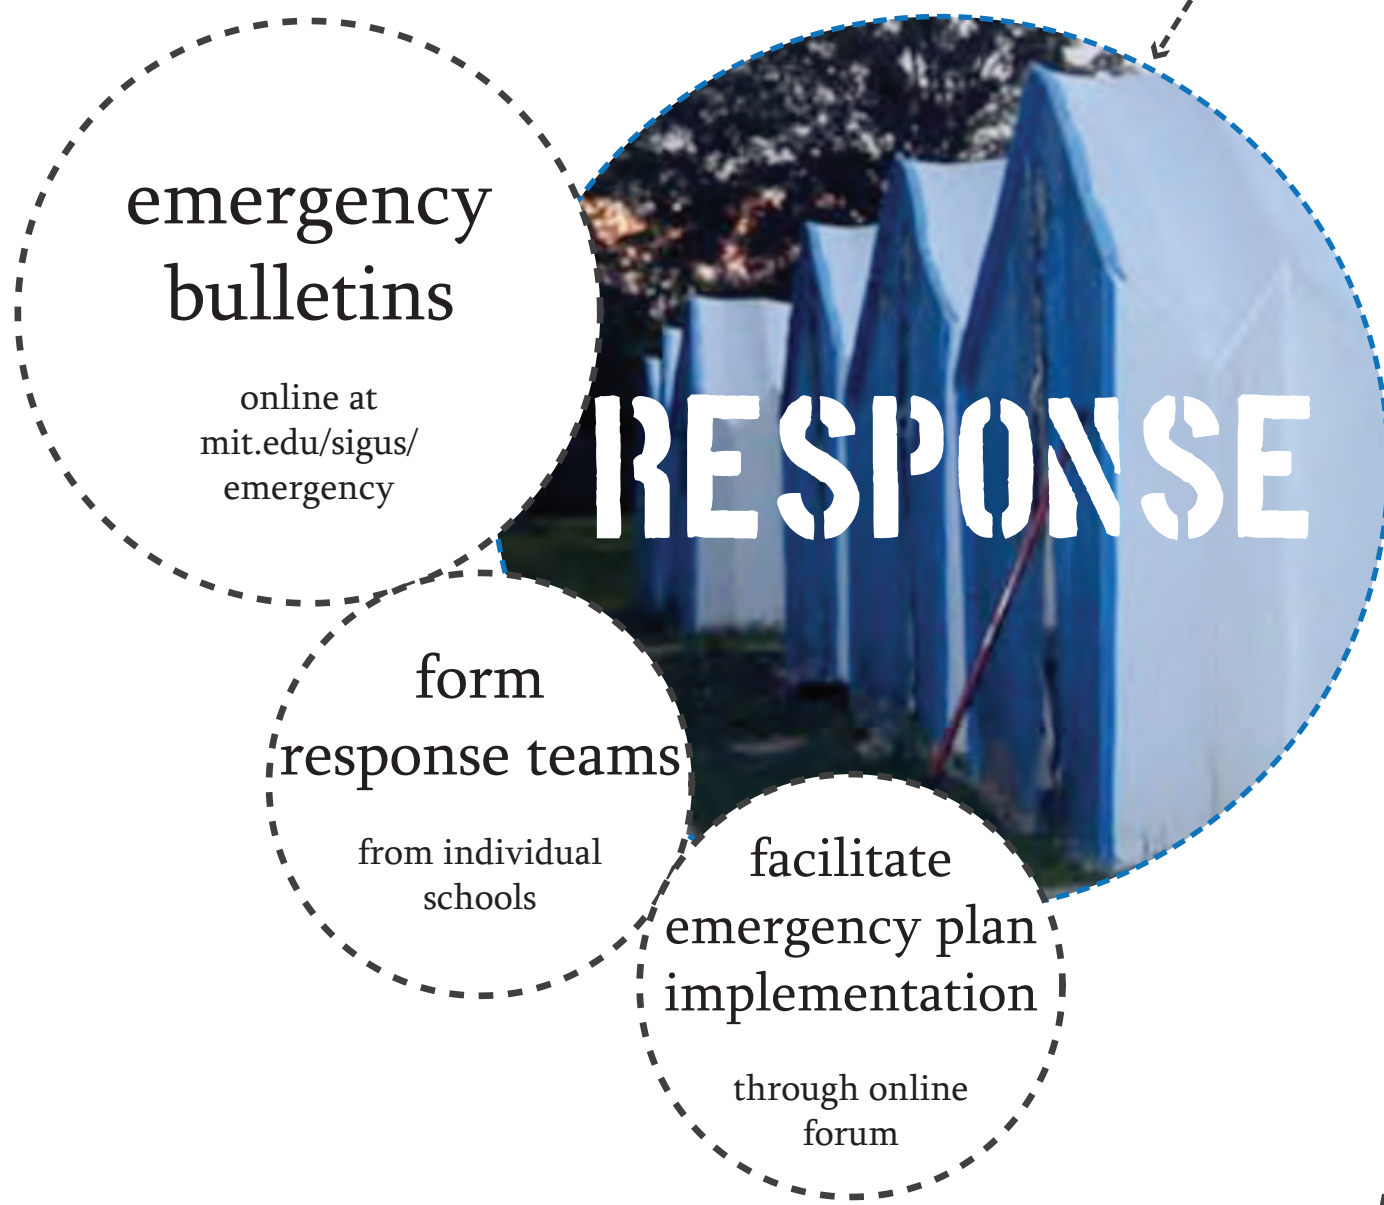 emergency
bulletins
online at
mit.edu/sigus/
emergency
RESPONSE
form
response teams
from individual
schools
facilitate
emergency plan
implementation
through online
forum